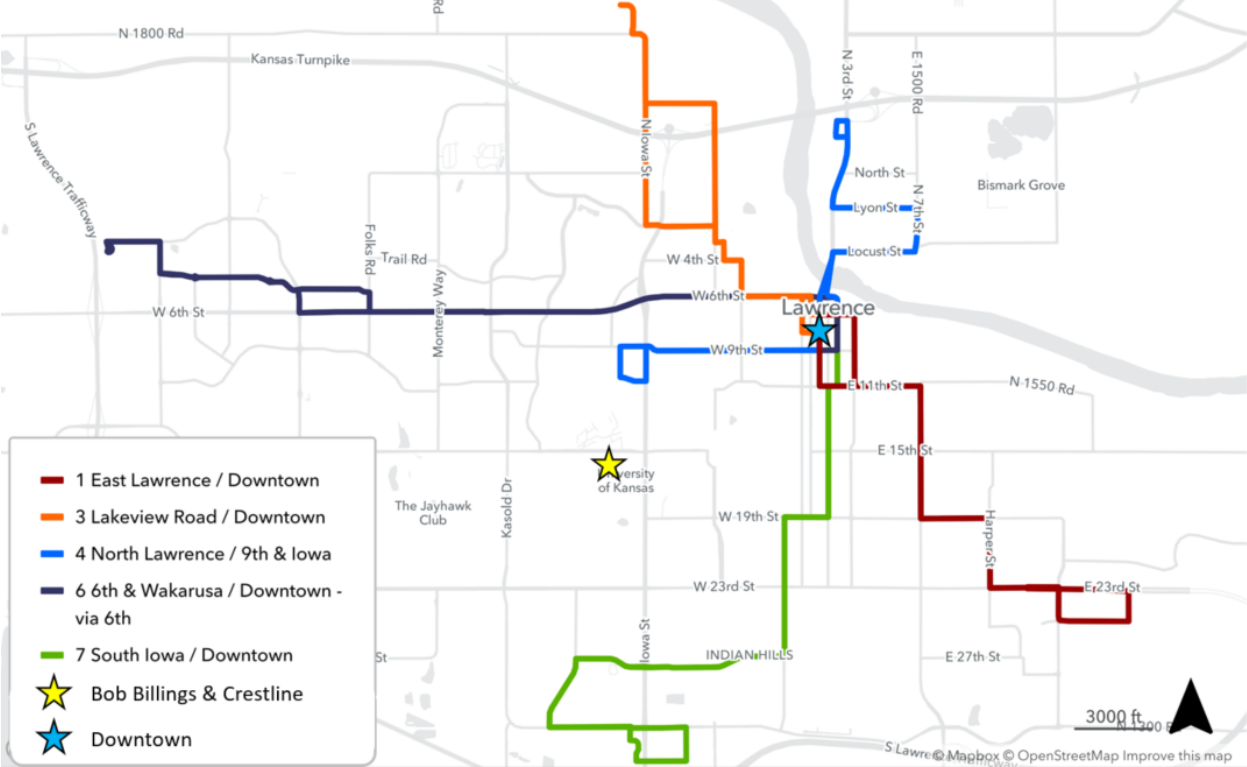 Rd
N 1800 Rd
Kansas Turnpike
N 3rd St
E 1500 Rd
S Lawrence Trafficway
N Iowa St
North St
Bismark Grove
Lyon St
N 7th St
Folks Rd
Trail Rd
W 4th St
Locust St
Monterey Way
W 6th St
W 6th St
Lawrence
W 9th St
E 11th St
N 1550 Rd
E 15th St
University
of Kansas
The Jayhawk
Club
Kasold Dr
W 19th St
Harper St
W 23rd St
E 23rd St
Iowa St
INDIAN HILLS
E 27th St
St
1 East Lawrence / Downtown
3 Lakeview Road / Downtown
4 North Lawrence / 9th & Iowa
6 6th & Wakarusa / Downtown -
via 6th
7 South Iowa / Downtown
Bob Billings & Crestline
Downtown
3000 ft
N 1300 Rd
S Lawrence Trafficway
© Mapbox © OpenStreetMap Improve this map